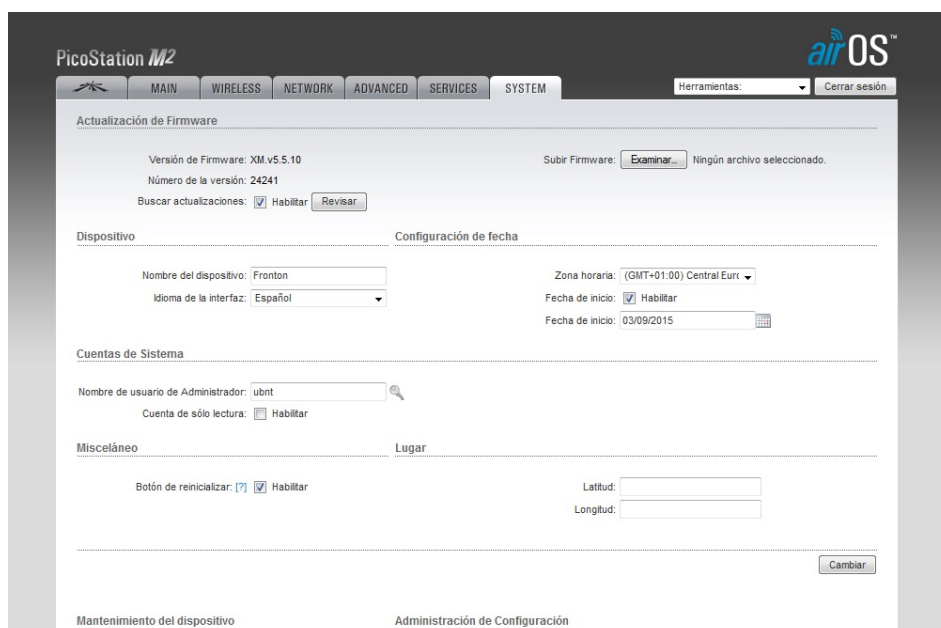 PicoStation M2
airOS™
MAIN WIRELESS NETWORK ADVANCED SERVICES SYSTEM Herramientas: Cerrar sesión
Actualización de Firmware
Versión de Firmware: XM.v5.5.10 Subir Firmware: Examinar... Ningún archivo seleccionado.
Número de la versión: 24241
Buscar actualizaciones: Habilitar Revisar
Dispositivo Configuración de fecha
Nombre del dispositivo: Fronton Zona horaria: (GMT+01:00) Central Eurc
Idioma de la interfaz: Español Fecha de inicio: Habilitar
Fecha de inicio: 03/09/2015
Cuentas de Sistema
Nombre de usuario de Administrador: ubnt
Cuenta de sólo lectura: Habilitar
Misceláneo Lugar
Botón de reinicializar: [?] Habilitar Latitud:
Longitud:
Cambiar
Mantenimiento del dispositivo Administración de Configuración